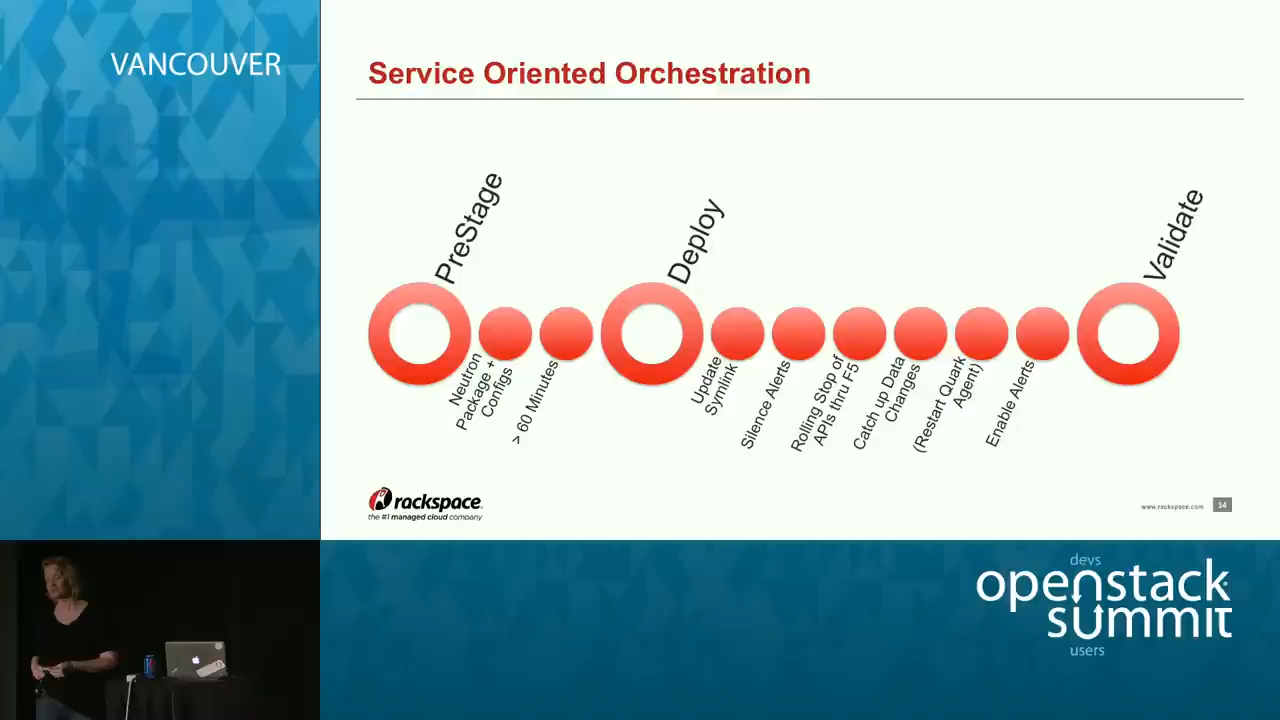 VANCOUVER
Service Oriented Orchestration
PreStage
Deploy
Validate
Neutron
Package +
Configs
> 60 Minutes
Update
Symlink
Silence Alerts
Rolling Stop of
APIs thru F5
Catch up Data
Changes
(Restart Quark
Agent)
Enable Alerts
rackspace.
the #1 managed cloud company
www.rackspace.com
34
devs
openstack
summit
users